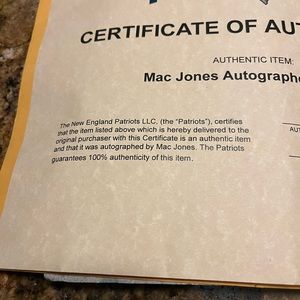 CERTIFICATE OF AUT
AUTHENTIC ITEM:
Mac Jones Autographe
The New England Patriots LLC, (the "Patriots"), certifies
that the item listed above which is hereby delivered to the
original purchaser with this Certificate is an authentic item
and that it was autographed by Mac Jones. The Patriots
guarantees 100% authenticity of this item.
AUT